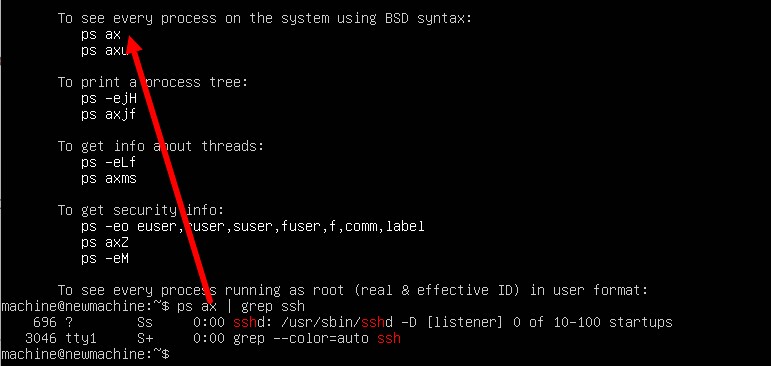 To see every process on the system using BSD syntax:
ps ax
ps axu
To print a process tree:
ps -ejH
ps axjf
To get info about threads:
ps -eLf
ps axms
To get security info:
ps -eo euser,ruser,suser,fuser,f,comm,label
ps axZ
ps -eM
To see every process running as root (real & effective ID) in user format:
machine@newmachine:~$ ps ax | grep ssh
696 ? Ss 0:00 sshd: /usr/sbin/sshd -D [listener] 0 of 10-100 startups
3046 tty1 S+ 0:00 grep --color=auto ssh
machine@newmachine:~$